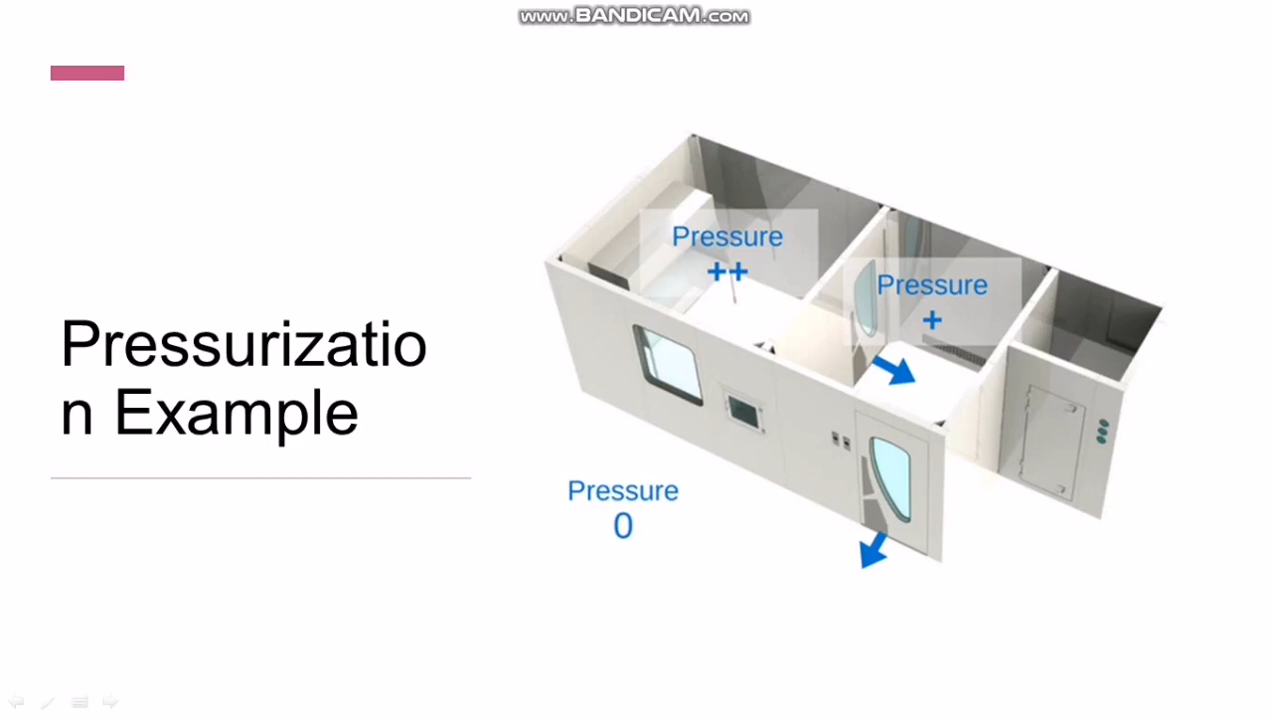 www.BANDICAM.com
Pressurizatio
n Example
Pressure
++
Pressure
+
Pressure
0